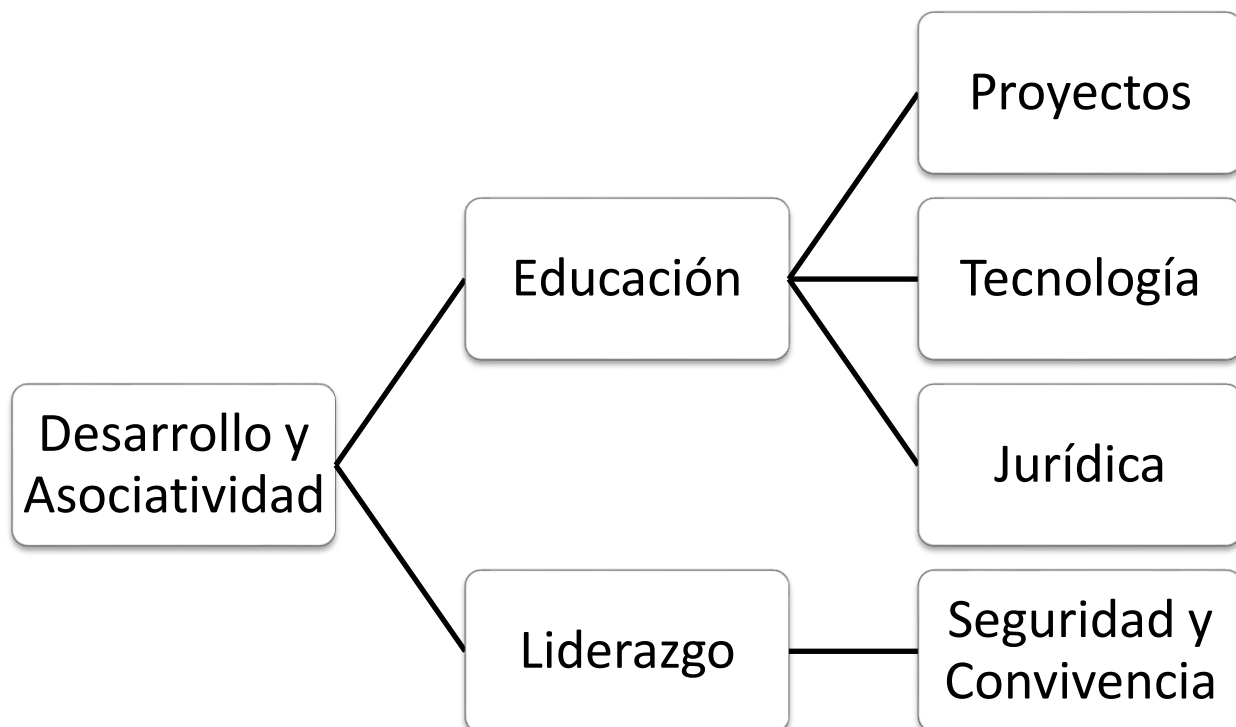 Desarrollo y
Asociatividad
Educación
Proyectos
Tecnología
Jurídica
Liderazgo
Seguridad y
Convivencia